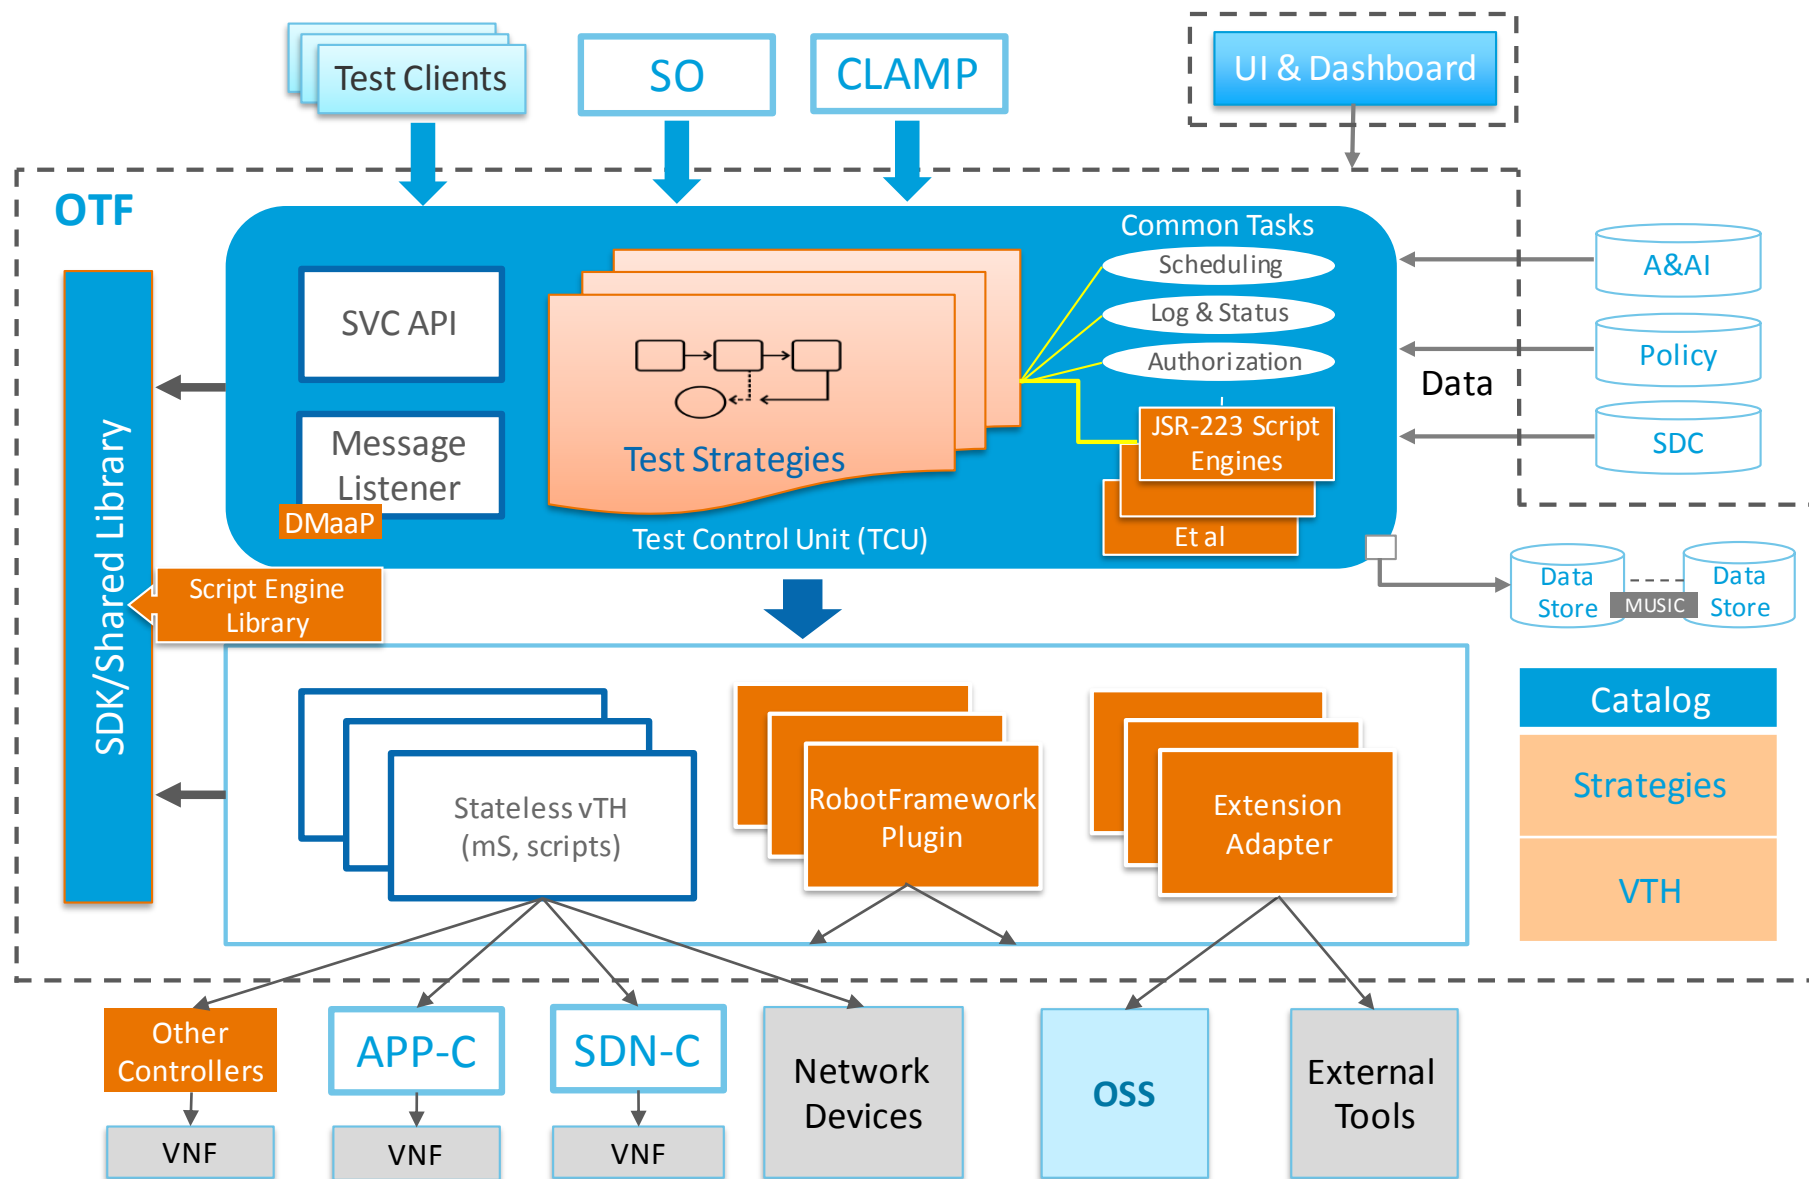 Test Clients
SO
CLAMP
UI & Dashboard
OTF
Common Tasks
Scheduling
Log & Status
Authorization
SVC API
Message
Listener
DMaaP
Test Strategies
JSR-223 Script
Engines
Et al
Test Control Unit (TCU)
Data
A&AI
Policy
SDC
Data
Store
MUSIC
Data
Store
SDK/Shared Library
Script Engine
Library
Stateless vTH
(mS, scripts)
RobotFramework
Plugin
Extension
Adapter
Catalog
Strategies
VTH
Other
Controllers
APP-C
SDN-C
Network
Devices
OSS
External
Tools
VNF
VNF
VNF